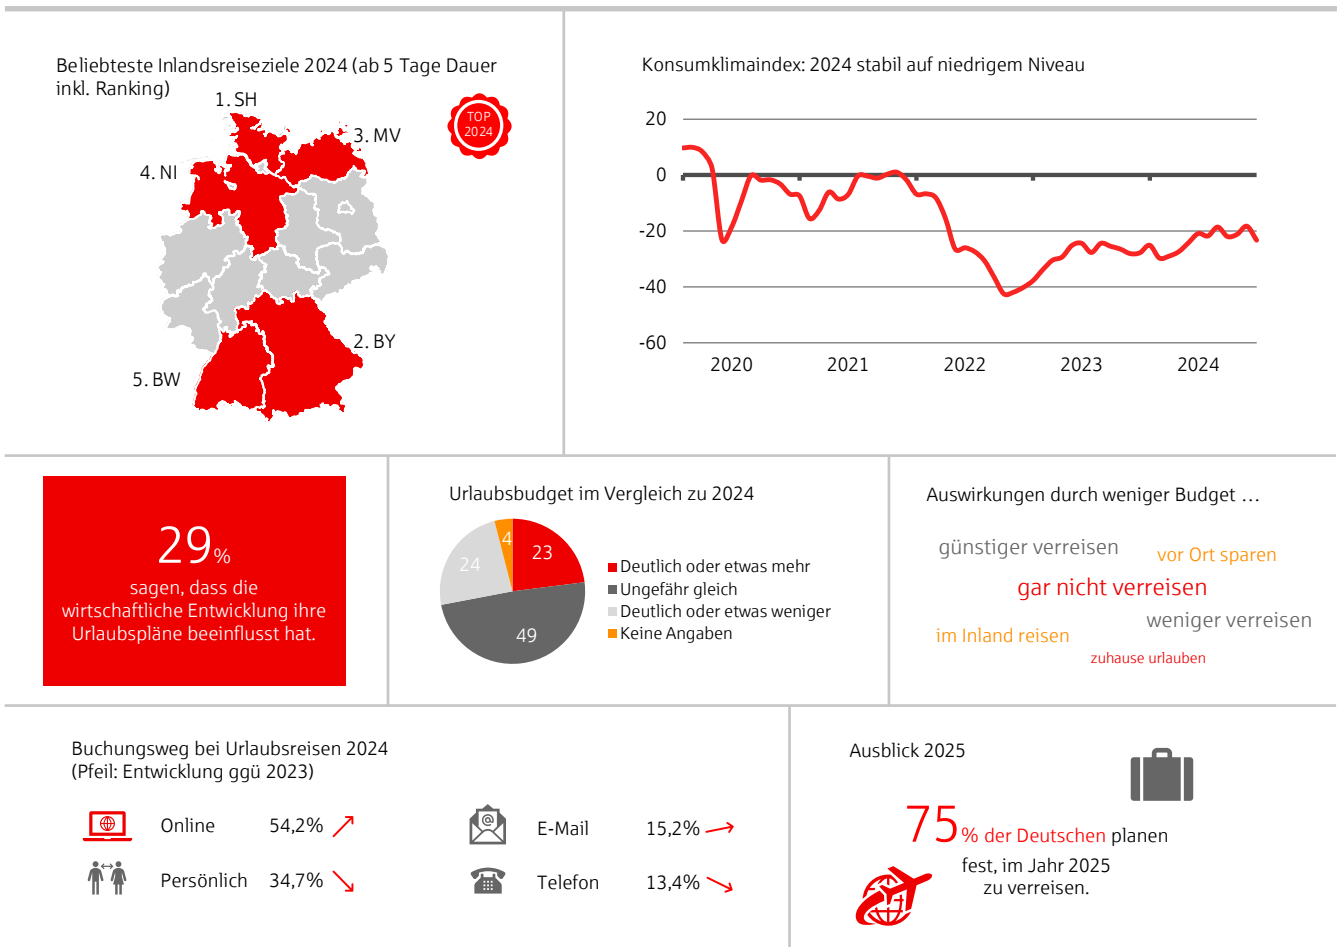 Beliebteste Inlandsreiseziele 2024 (ab 5 Tage Dauer
inkl. Ranking)
1. SH
TOP
2024
3. MV
4. NI
2. BY
5. BW
Konsumklimaindex: 2024 stabil auf niedrigem Niveau
20
0
-20
-40
-60
2020
2021
2022
2023
2024
29%
sagen, dass die
wirtschaftliche Entwicklung ihre
Urlaubspläne beeinflusst hat.
Urlaubsbudget im Vergleich zu 2024
4
23
24
49
Deutlich oder etwas mehr
Ungefähr gleich
Deutlich oder etwas weniger
Keine Angaben
Auswirkungen durch weniger Budget …
günstiger verreisen
vor Ort sparen
gar nicht verreisen
weniger verreisen
im Inland reisen
zuhause urlauben
Buchungsweg bei Urlaubsreisen 2024
(Pfeil: Entwicklung ggü 2023)
Online 54,2%
Persönlich 34,7%
@
E-Mail 15,2%
Telefon 13,4%
Ausblick 2025
75% der Deutschen planen
fest, im Jahr 2025
zu verreisen.